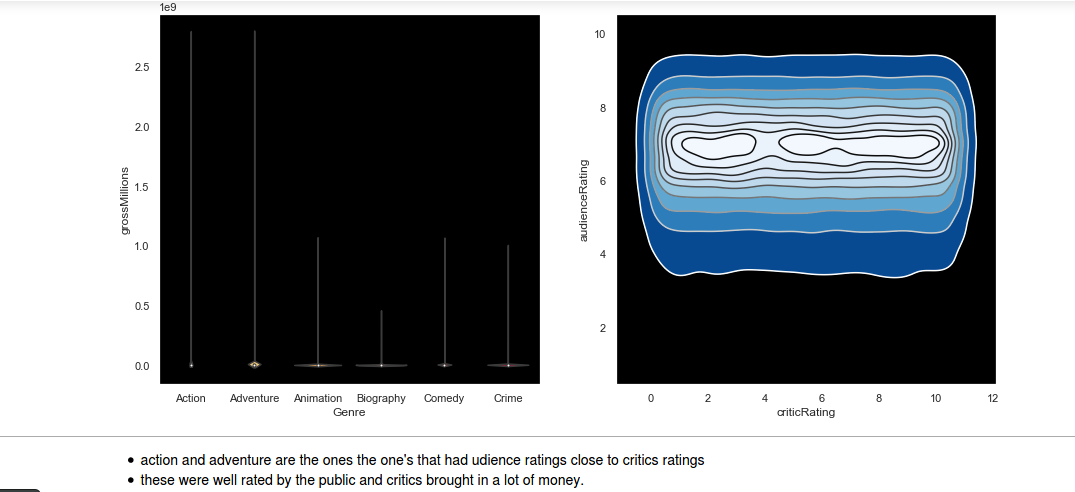 1e9
2.5
2.0
1.5
1.0
0.5
0.0
grossMillions
Action Adventure Animation Biography Comedy Crime
Genre
10
8
6
4
2
audienceRating
0 2 4 6 8 10 12
criticRating
• action and adventure are the ones the one's that had udience ratings close to critics ratings
• these were well rated by the public and critics brought in a lot of money.